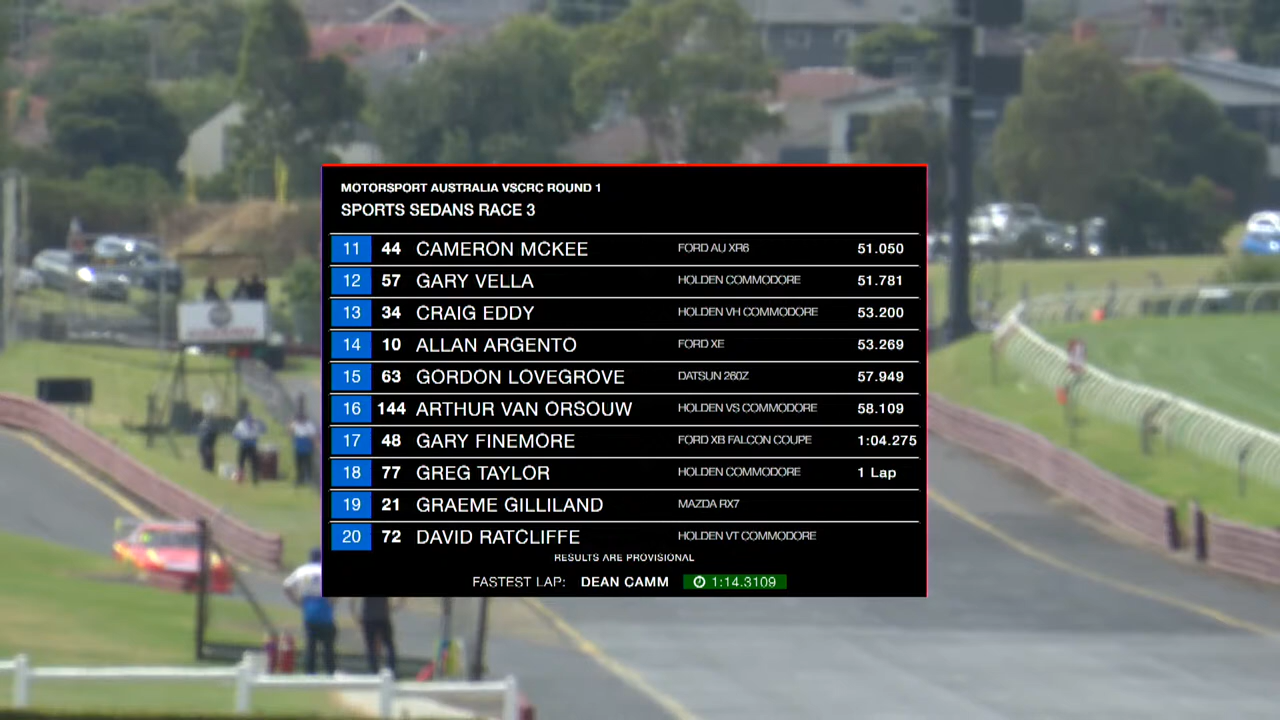 MOTORSPORT AUSTRALIA VSCRC ROUND 1
SPORTS SEDANS RACE 3
11 44 CAMERON MCKEE FORD AU XR6 51.050
12 57 GARY VELLA HOLDEN COMMODORE 51.781
13 34 CRAIG EDDY HOLDEN VH COMMODORE 53.200
14 10 ALLAN ARGENTO FORD XE 53.269
15 63 GORDON LOVEGROVE DATSUN 260Z 57.949
16 144 ARTHUR VAN ORSOUW HOLDEN VS COMMODORE 58.109
17 48 GARY FINEMORE FORD XB FALCON COUPE 1:04.275
18 77 GREG TAYLOR HOLDEN COMMODORE 1 Lap
19 21 GRAEME GILLILAND MAZDA RX7
20 72 DAVID RATCLIFFE HOLDEN VT COMMODORE
RESULTS ARE PROVISIONAL
FASTEST LAP: DEAN CAMM 1:14.3109